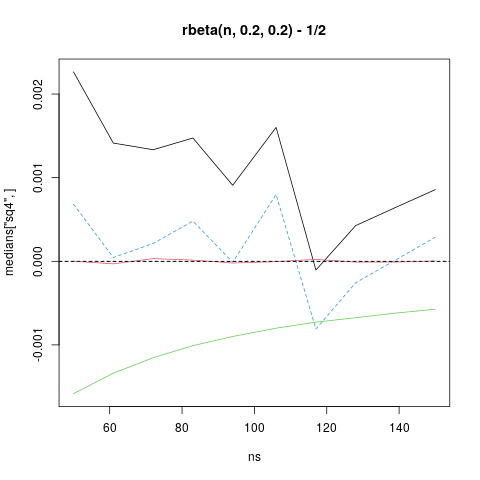 rbeta(n, 0.2, 0.2) - 1/2
medians["sq4", ]
0.002
0.001
0.000
-0.001
60 80 100 120 140
ns